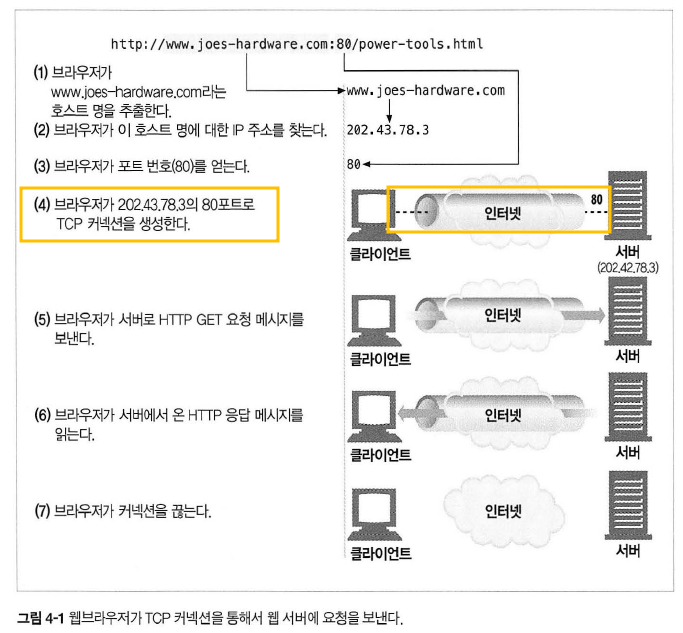 http://www.joes-hardware.com:80/power-tools.html
(1) 브라우저가
www.joes-hardware.com라는
호스트 명을 추출한다.
www.joes-hardware.com
(2) 브라우저가 이 호스트 명에 대한 IP 주소를 찾는다.
202.43.78.3
(3) 브라우저가 포트 번호(80)를 얻는다.
80
(4) 브라우저가 202.43.78.3의 80포트로
TCP 커넥션을 생성한다.
인터넷
80
클라이언트
서버
(202.42.78.3)
(5) 브라우저가 서버로 HTTP GET 요청 메시지를
보낸다.
인터넷
클라이언트
서버
(6) 브라우저가 서버에서 온 HTTP 응답 메시지를
읽는다.
인터넷
클라이언트
서버
(7) 브라우저가 커넥션을 끊는다.
인터넷
클라이언트
서버
그림 4-1 웹브라우저가 TCP 커넥션을 통해서 웹 서버에 요청을 보낸다.